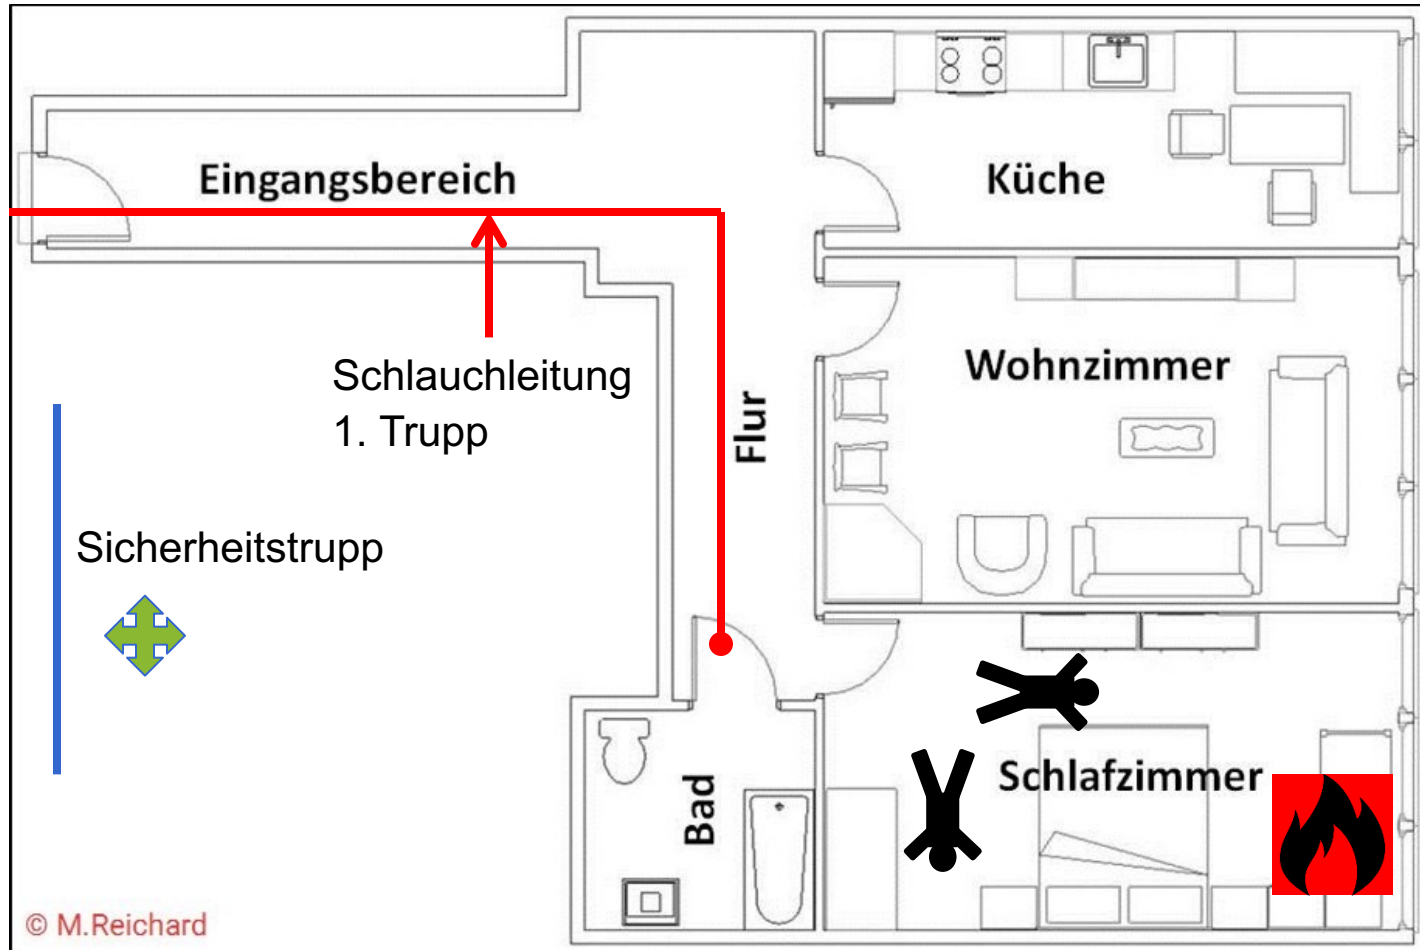 Eingangsbereich
Küche
Schlauchleitung
1. Trupp
Wohnzimmer
Flur
Sicherheitstrupp
Schlafzimmer
Bad
© M.Reichard